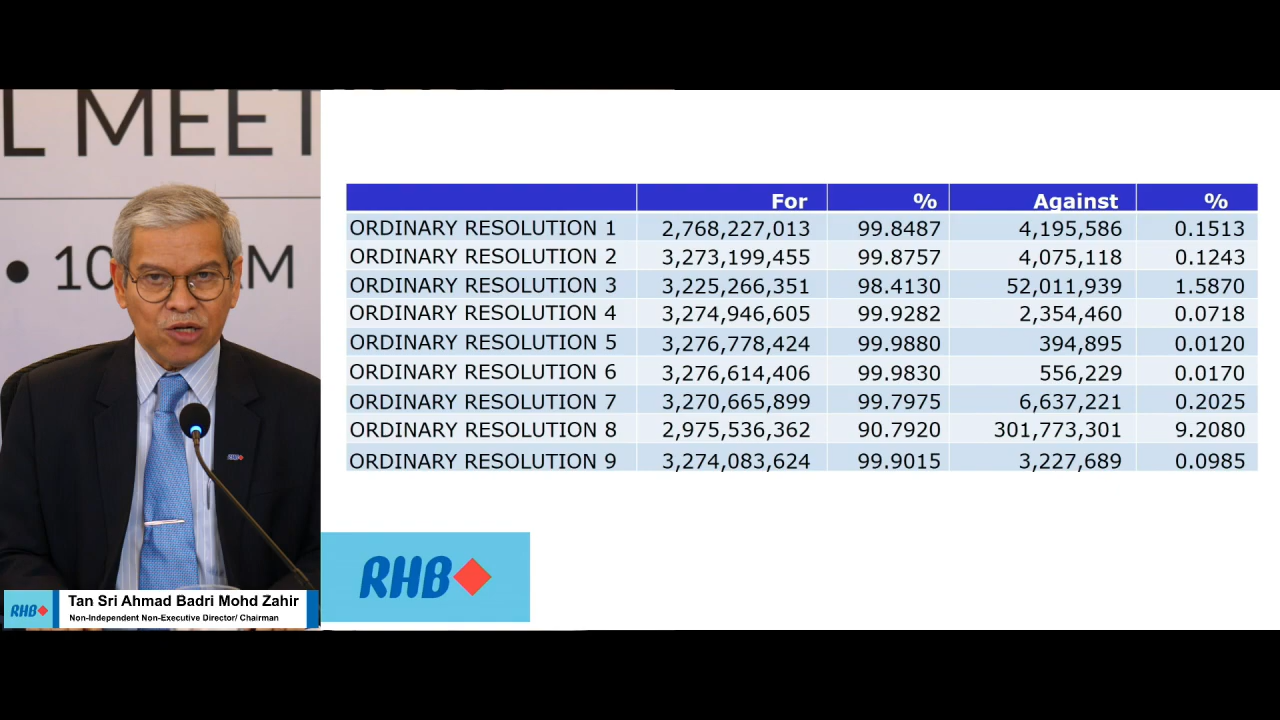 L MEET
• 10 AM
For % Against %
ORDINARY RESOLUTION 1 2,768,227,013 99.8487 4,195,586 0.1513
ORDINARY RESOLUTION 2 3,273,199,455 99.8757 4,075,118 0.1243
ORDINARY RESOLUTION 3 3,225,266,351 98.4130 52,011,939 1.5870
ORDINARY RESOLUTION 4 3,274,946,605 99.9282 2,354,460 0.0718
ORDINARY RESOLUTION 5 3,276,778,424 99.9880 394,895 0.0120
ORDINARY RESOLUTION 6 3,276,614,406 99.9830 556,229 0.0170
ORDINARY RESOLUTION 7 3,270,665,899 99.7975 6,637,221 0.2025
ORDINARY RESOLUTION 8 2,975,536,362 90.7920 301,773,301 9.2080
ORDINARY RESOLUTION 9 3,274,083,624 99.9015 3,227,689 0.0985
RHB
RHB
RHB
Tan Sri Ahmad Badri Mohd Zahir
Non-Independent Non-Executive Director/ Chairman